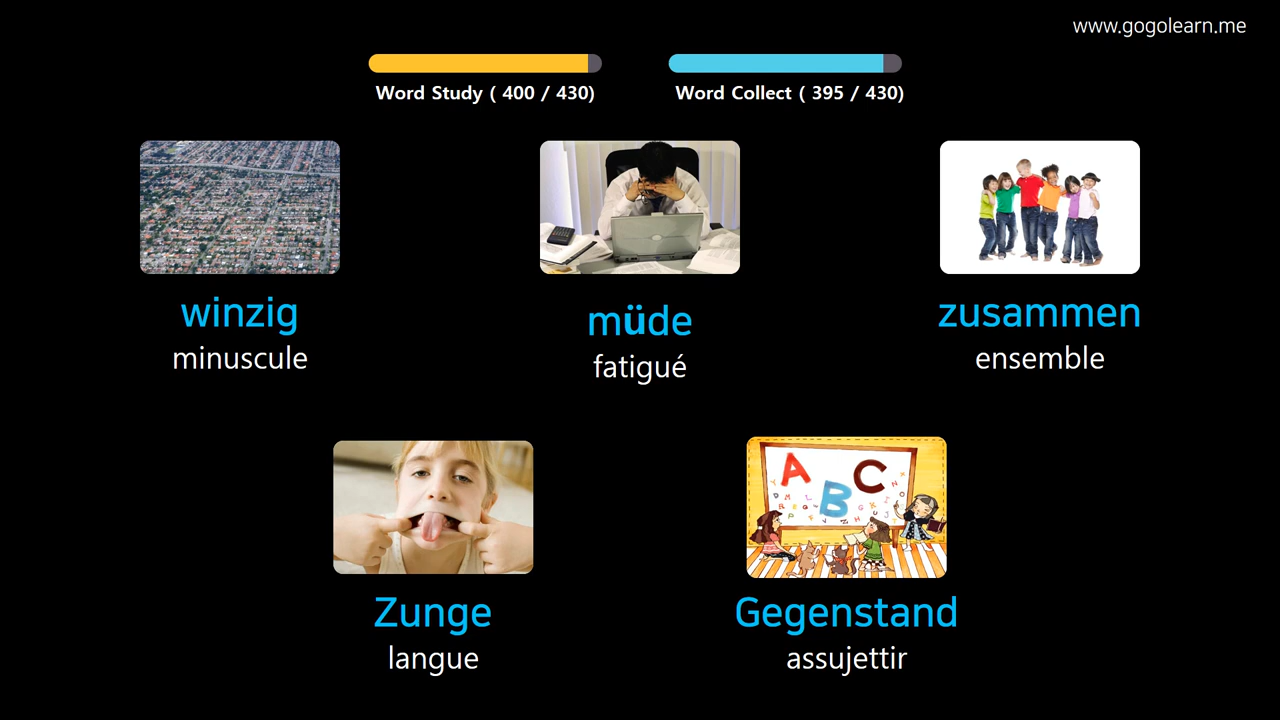 www.gogolearn.me
Word Study ( 400 / 430)
Word Collect ( 395 / 430)
winzig
minuscule
müde
fatigué
zusammen
ensemble
A B C
Zunge
langue
Gegenstand
assujettir